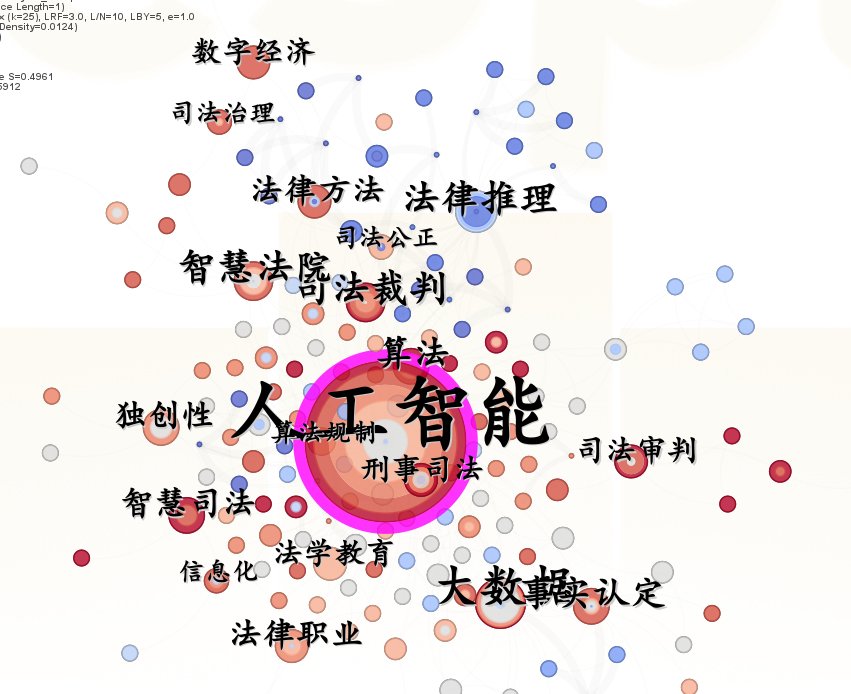 ce Length=1)
x (k=25), LRF=3.0, L/N=10, LBY=5, e=1.0
Density=0.0124)
)
e S=0.4961
5912
数字经济
司法治理
法律方法
法律推理
司法公正
智慧法院
司法裁判
算法
人工智能
独创性
算法规制
司法审判
刑事司法
智慧司法
法学教育
信息化
大数据
事实认定
法律职业